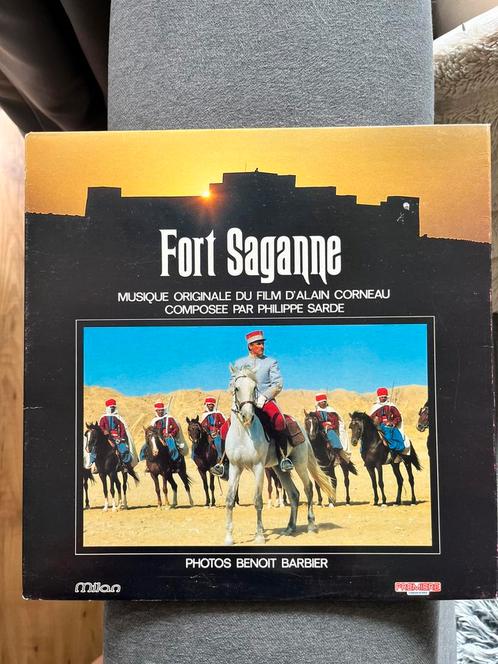 Fort Saganne
MUSIQUE ORIGINALE DU FILM D'ALAIN CORNEAU
COMPOSEE PAR PHILIPPE SARDE
PHOTOS BENOIT BARBIER
milan
PREMIERE